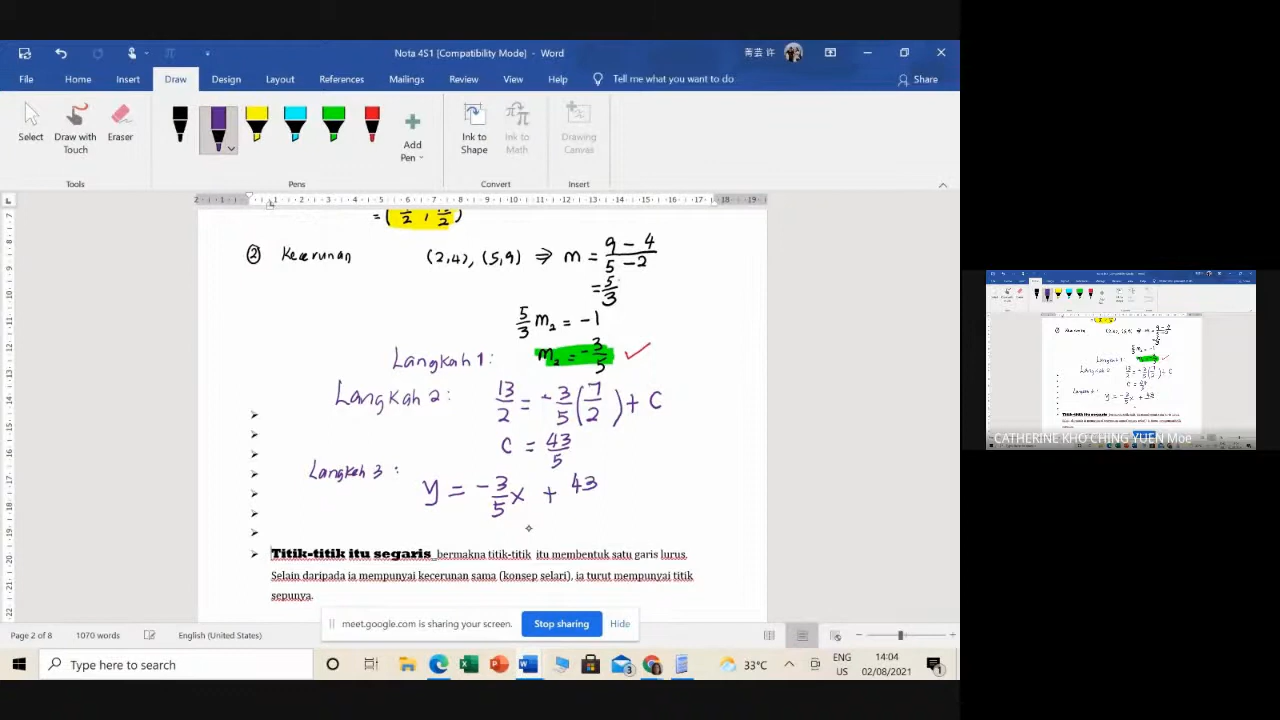 Nota 4S1 [Compatibility Mode] - Word
菁芸 许
File Home Insert Draw Design Layout References Mailings Review View Help Tell me what you want to do Share
Select Draw with Touch Eraser Add Pen Ink to Shape Ink to Math Drawing Canvas
Tools Pens Convert Insert
② Kecerunan (2,4), (5,9) ⇒ m = 9 - 4 / 5 - 2
= 5/3
5/3 m₂ = -1
Langkah 1: m₂ = -3/5 ✓
Langkah 2: 13/2 = -3/5 (7/2) + C
C = 43/5
Langkah 3 :
y = -3/5 x + 43
Titik-titik itu segaris bermakna titik-titik itu membentuk satu garis lurus.
Selain daripada ia mempunyai kecerunan sama (konsep selari), ia turut mempunyai titik
sepunya.
meet.google.com is sharing your screen. Stop sharing Hide
Page 2 of 8 1070 words English (United States)
Type here to search
33°C ENG US 14:04 02/08/2021
CATHERINE KHO CHING YUEN Moe